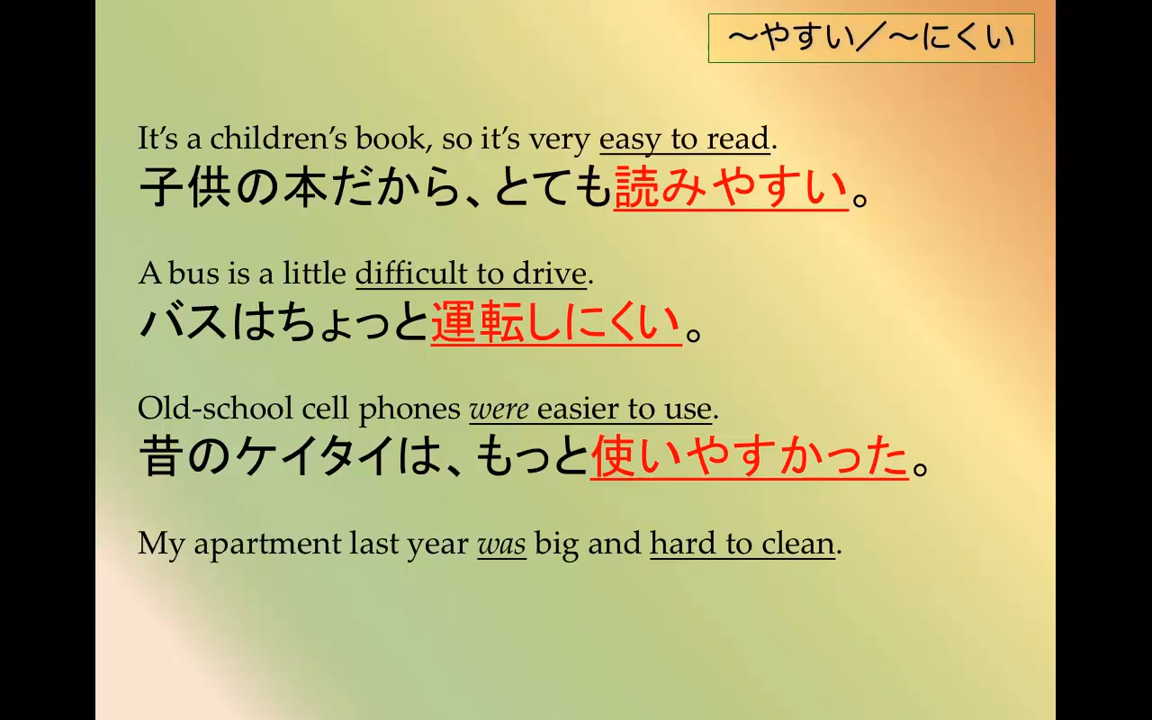 ～やすい／～にくい
It's a children's book, so it's very easy to read.
子供の本だから、とても読みやすい。
A bus is a little difficult to drive.
バスはちょっと運転しにくい。
Old-school cell phones were easier to use.
昔のケイタイは、もっと使いやすかった。
My apartment last year was big and hard to clean.